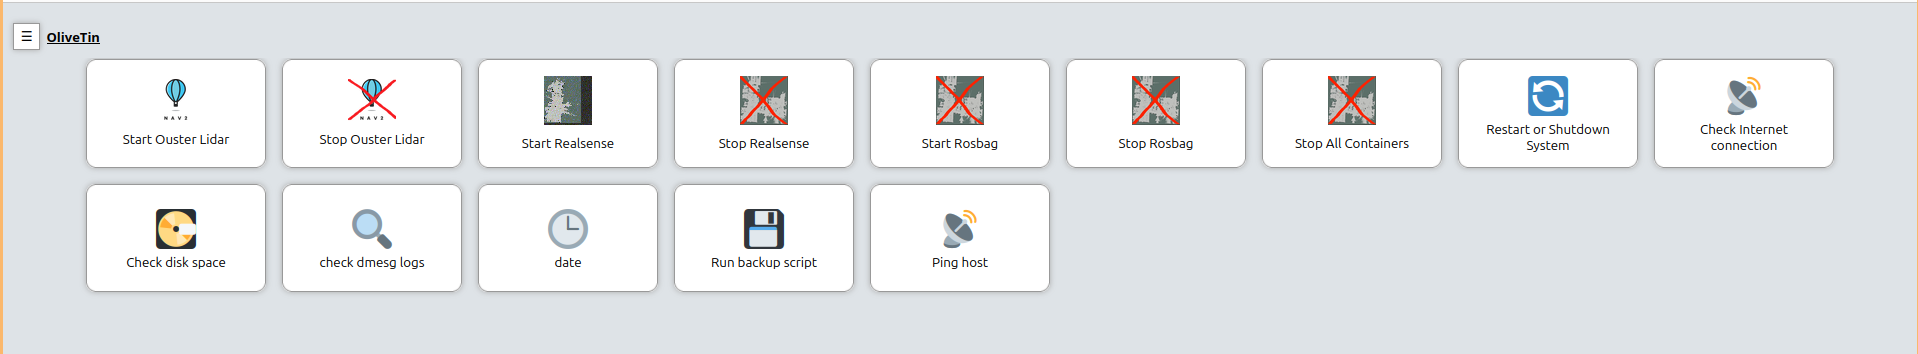 ☰ OliveTin
NAV2
Start Ouster Lidar
NAV2
Stop Ouster Lidar
Start Realsense
Stop Realsense
Start Rosbag
Stop Rosbag
Stop All Containers
Restart or Shutdown
System
Check Internet
connection
Check disk space
check dmesg logs
date
Run backup script
Ping host